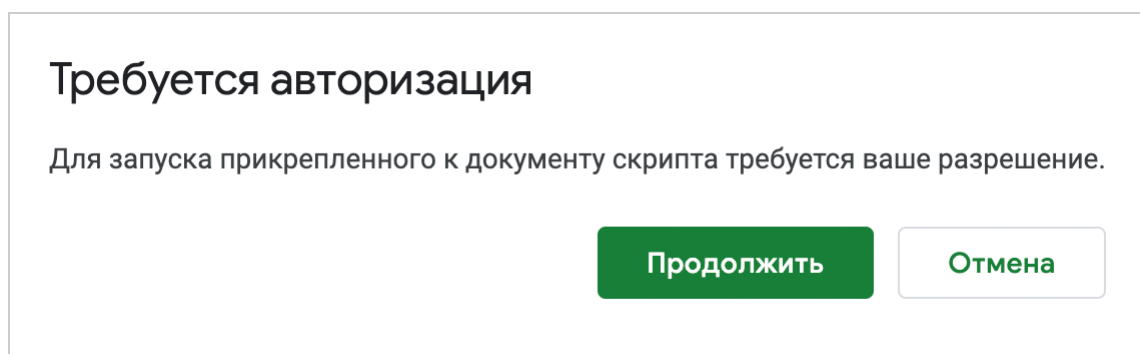 Требуется авторизация
Для запуска прикрепленного к документу скрипта требуется ваше разрешение.
Продолжить
Отмена